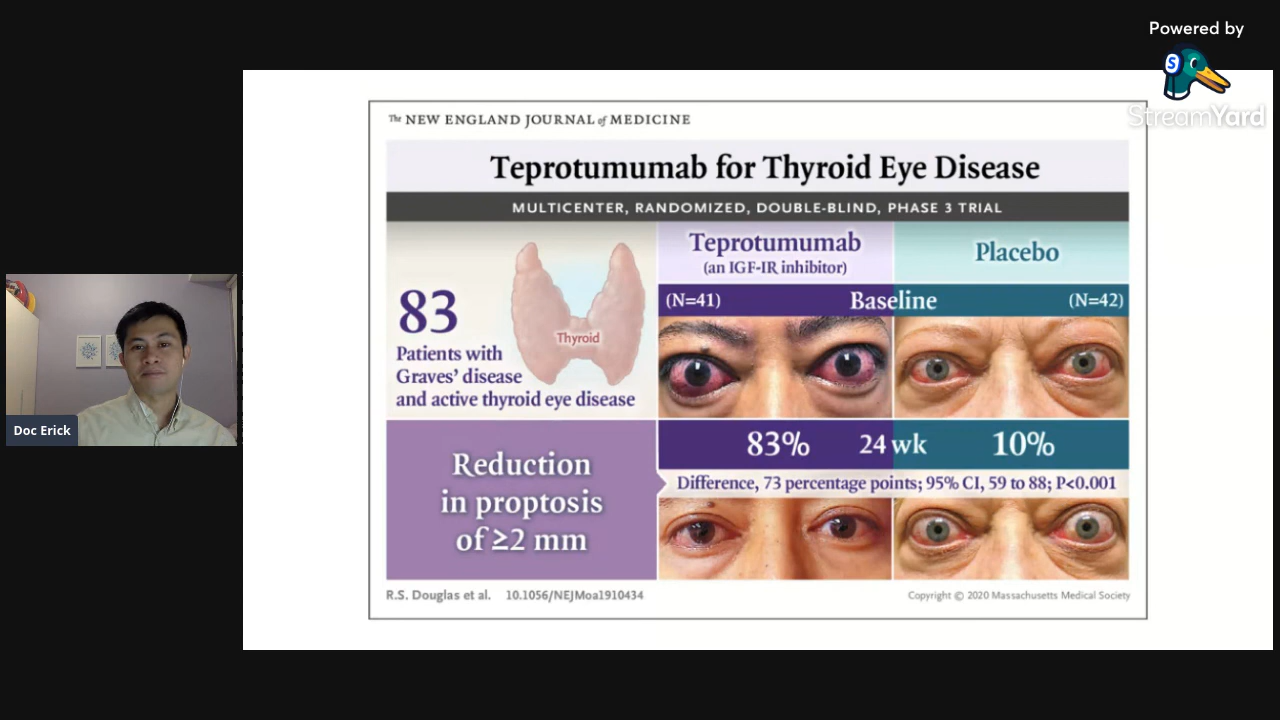 Powered by
S
StreamYard
The NEW ENGLAND JOURNAL of MEDICINE
Teprotumumab for Thyroid Eye Disease
MULTICENTER, RANDOMIZED, DOUBLE-BLIND, PHASE 3 TRIAL
83
Patients with
Graves’ disease
and active thyroid eye disease
Thyroid
Teprotumumab
(an IGF-IR inhibitor)
Placebo
(N=41) Baseline (N=42)
Reduction
in proptosis
of ≥2 mm
83% 24 wk 10%
Difference, 73 percentage points; 95% CI, 59 to 88; P<0.001
R.S. Douglas et al. 10.1056/NEJMoa1910434
Copyright © 2020 Massachusetts Medical Society
Doc Erick